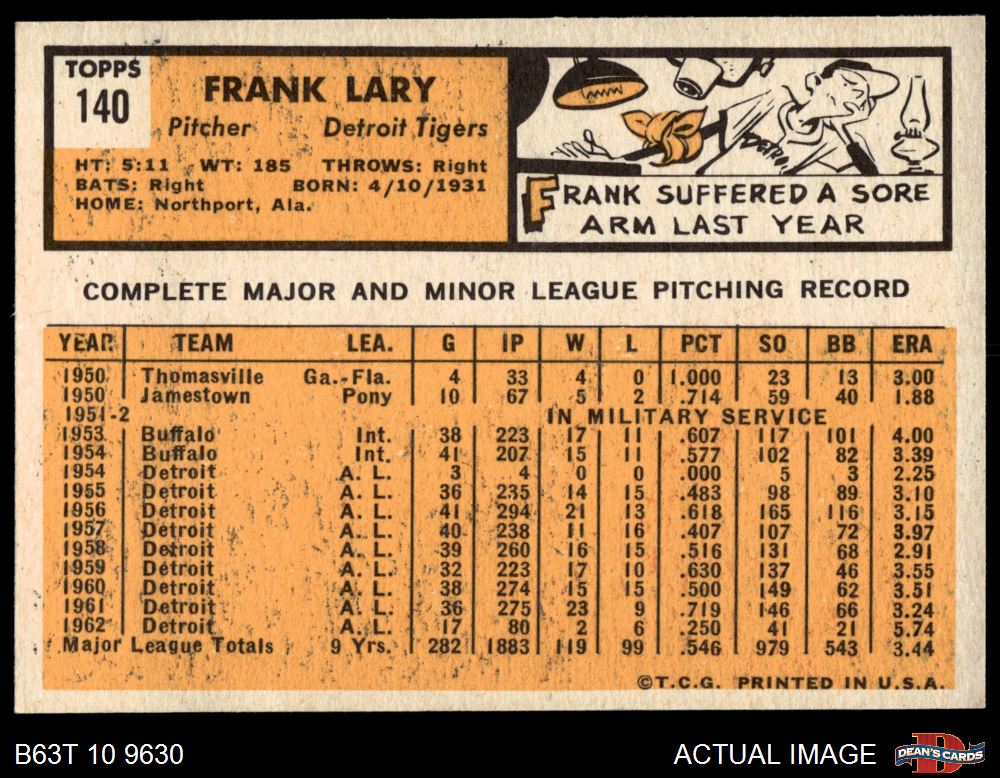 TOPPS
140
FRANK LARY
Pitcher Detroit Tigers
HT: 5:11 WT: 185 THROWS: Right
BATS: Right BORN: 4/10/1931
HOME: Northport, Ala.
DETROI
FRANK SUFFERED A SORE
ARM LAST YEAR
COMPLETE MAJOR AND MINOR LEAGUE PITCHING RECORD
YEAR TEAM LEA. G IP W L PCT SO BB ERA
1950 Thomasville Ga.-Fla. 4 33 4 0 1.000 23 13 3.00
1950 Jamestown Pony 10 67 5 2 .714 59 40 1.88
1951-2 IN MILITARY SERVICE
1953 Buffalo Int. 38 223 17 11 .607 117 101 4.00
1954 Buffalo Int. 41 207 15 11 .577 102 82 3.39
1954 Detroit A. L. 3 4 0 0 .000 5 3 2.25
1955 Detroit A. L. 36 235 14 15 .483 98 89 3.10
1956 Detroit A. L. 41 294 21 13 .618 165 116 3.15
1957 Detroit A. L. 40 238 11 16 .407 107 72 3.97
1958 Detroit A. L. 39 260 16 15 .516 131 68 2.91
1959 Detroit A. L. 32 223 17 10 .630 137 46 3.55
1960 Detroit A. L. 38 274 15 15 .500 149 62 3.51
1961 Detroit A. L. 36 275 23 9 .719 146 66 3.24
1962 Detroit A. L. 17 80 2 6 .250 41 21 5.74
Major League Totals 9 Yrs. 282 1883 119 99 .546 979 543 3.44
©T.C.G. PRINTED IN U.S.A.
B63T 10 9630 ACTUAL IMAGE
D
DEAN'S CARDS